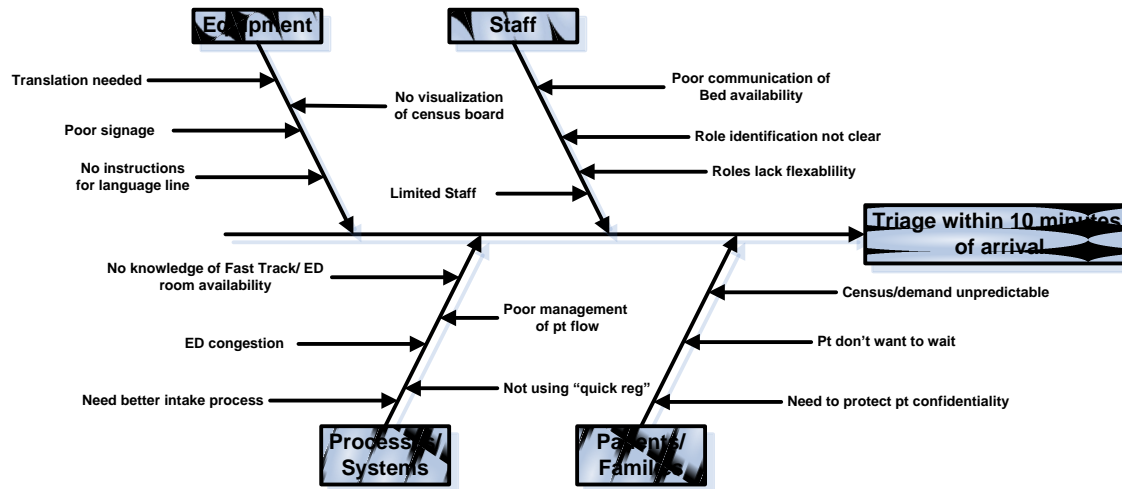 Equipment
Staff
Translation needed
Poor communication of
Bed availability
No visualization
of census board
Poor signage
Role identification not clear
No instructions
for language line
Roles lack flexablility
Limited Staff
Triage within 10 minutes
of arrival
No knowledge of Fast Track/ ED
room availability
Census/demand unpredictable
Poor management
of pt flow
ED congestion
Pt don’t want to wait
Not using “quick reg”
Need better intake process
Need to protect pt confidentiality
Processes/
Systems
Patients/
Families